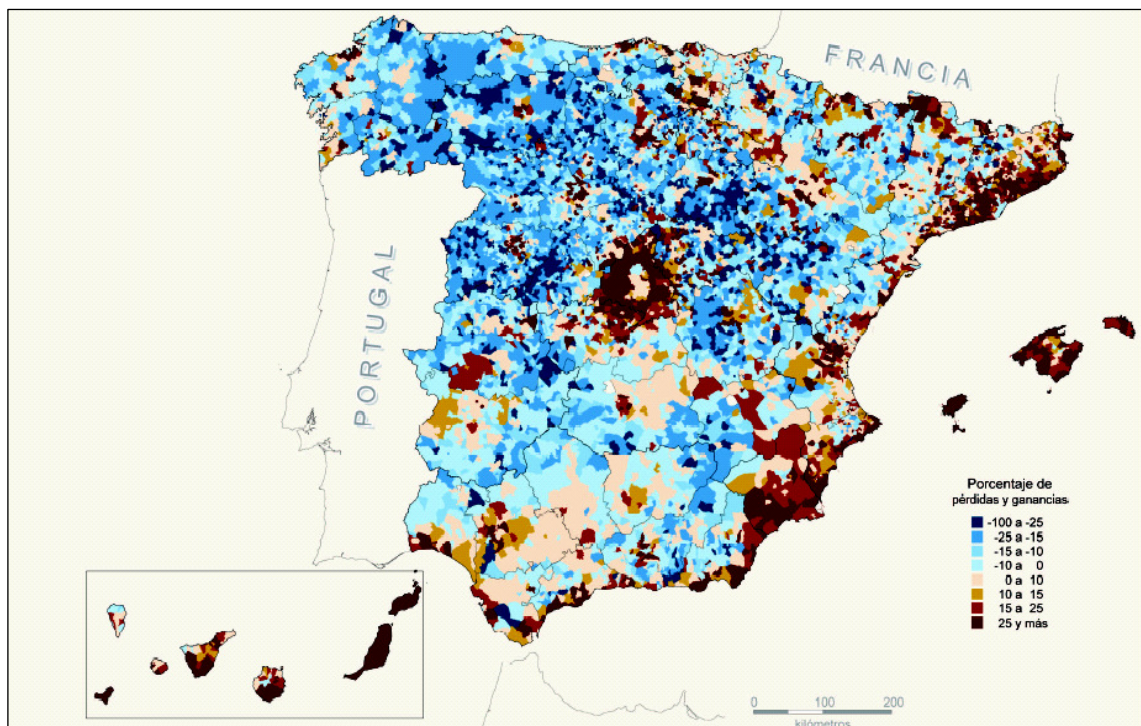 FRANCIA
PORTUGAL
Porcentaje de
pérdidas y ganancias
-100 a -25
-25 a -15
-15 a -10
-10 a 0
0 a 10
10 a 15
15 a 25
25 y más
0 100 200
kilómetros